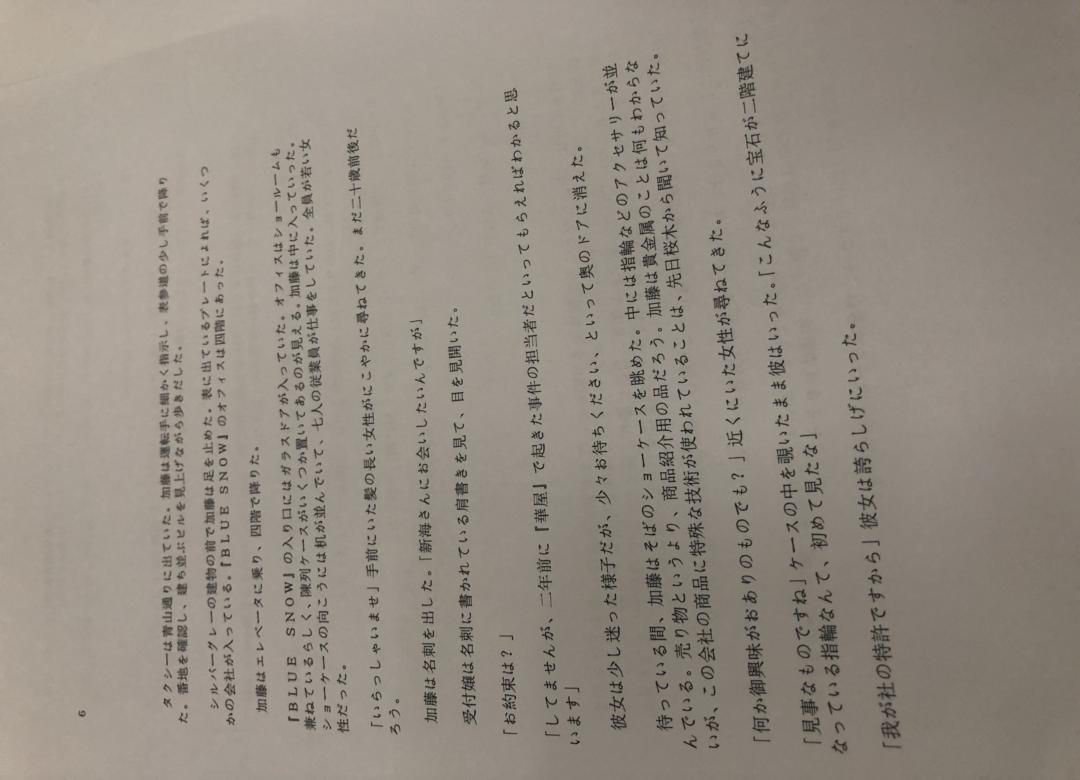 6
タクシーは青山通りに出ていた。加藤は運転手に細かく指示し、表参道の少し手前で降り
た。番地を確認し、建ち並ぶビルを見上げながら歩きだした。
シルバーグレーの建物の前で加藤は足を止めた。表に出ているプレートによれば、いくつ
かの会社が入っている。『ＢＬＵＥ　ＳＮＯＷ』のオフィスは四階にあった。
加藤はエレベータに乗り、四階で降りた。
『ＢＬＵＥ　ＳＮＯＷ』の入り口にはガラスドアが入っていた。オフィスはショールームも
兼ねているらしく、陳列ケースがいくつか置いてあるのが見える。加藤は中に入っていった。
ショーケースの向こうには机が並んでいて、七人の従業員が仕事をしていた。全員が若い女
性だった。
「いらっしゃいませ」手前にいた髪の長い女性がにこやかに尋ねてきた。まだ二十歳前後だ
ろう。
加藤は名刺を出した。「新海さんにお会いしたいんですが」
受付嬢は名刺に書かれている肩書きを見て、目を見開いた。
「お約束は？」
「してませんが、二年前に『華屋』で起きた事件の担当者だといってもらえればわかると思
います」
彼女は少し迷った様子だが、少々お待ちください、といって奥のドアに消えた。
待っている間、加藤はそばのショーケースを眺めた。中には指輪などのアクセサリーが並
んでいる。売り物というより、商品紹介用の品だろう。加藤は貴金属のことは何もわからな
いが、この会社の商品に特殊な技術が使われていることは、先日桜木から聞いて知っていた。
「何か御興味がおありのものでも？」近くにいた女性が尋ねてきた。
「見事なものですね」ケースの中を覗いたまま彼はいった。「こんなふうに宝石が二階建てに
なっている指輪なんて、初めて見たな」
「我が社の特許ですから」彼女は誇らしげにいった。